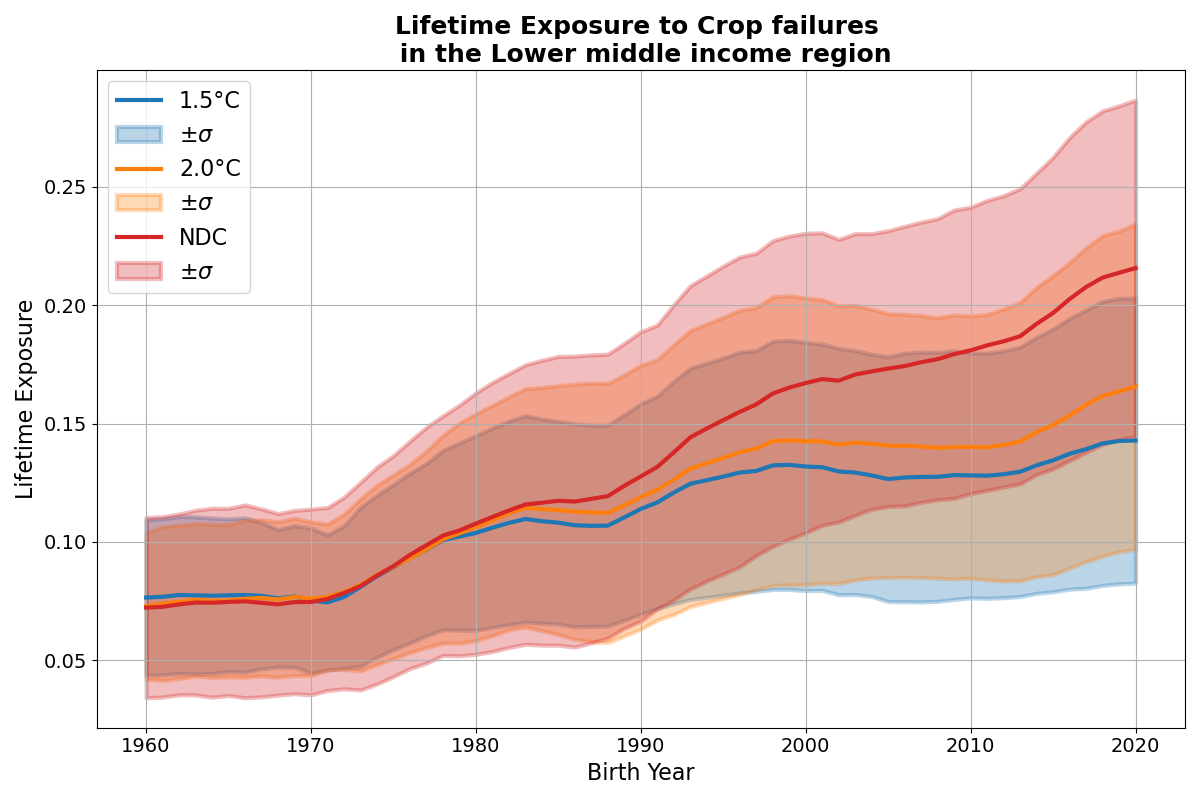 Lifetime Exposure to Crop failures
in the Lower middle income region
1.5°C
±σ
2.0°C
±σ
NDC
±σ
Lifetime Exposure
0.25
0.20
0.15
0.10
0.05
1960 1970 1980 1990 2000 2010 2020
Birth Year